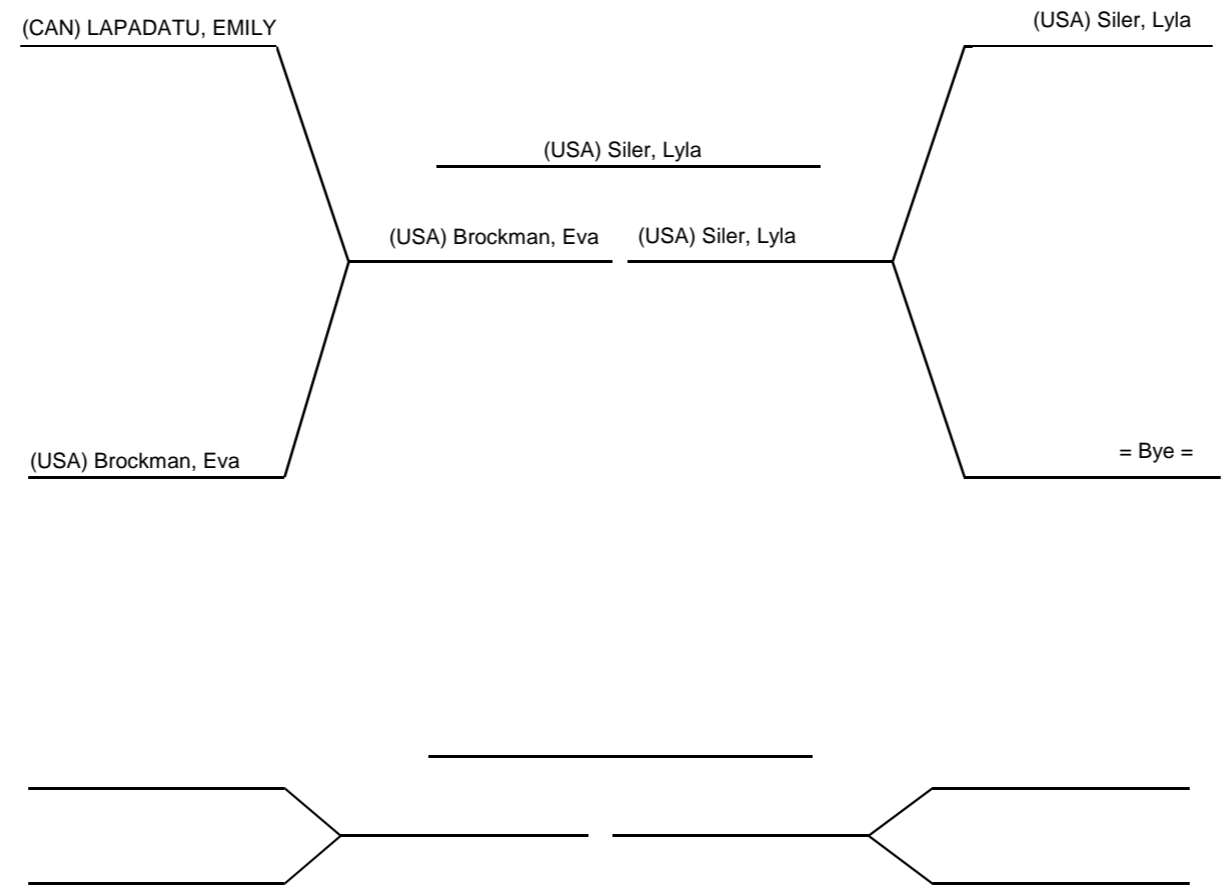 (CAN) LAPADATU, EMILY
(USA) Siler, Lyla
(USA) Siler, Lyla
(USA) Brockman, Eva
(USA) Siler, Lyla
(USA) Brockman, Eva
= Bye =